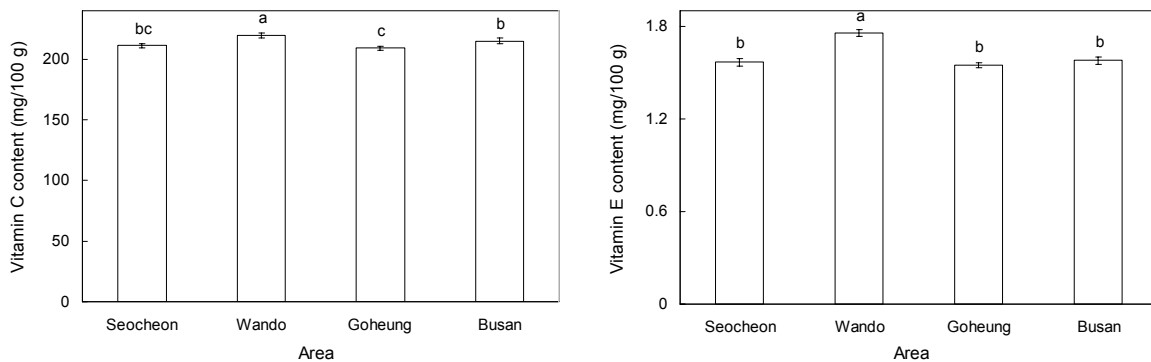 Vitamin C content (mg/100 g)
200
150
100
50
0
bc
a
c
b
Seocheon Wando Goheung Busan
Area
Vitamin E content (mg/100 g)
1.8
1.2
0.6
0
b
a
b
b
Seocheon Wando Goheung Busan
Area